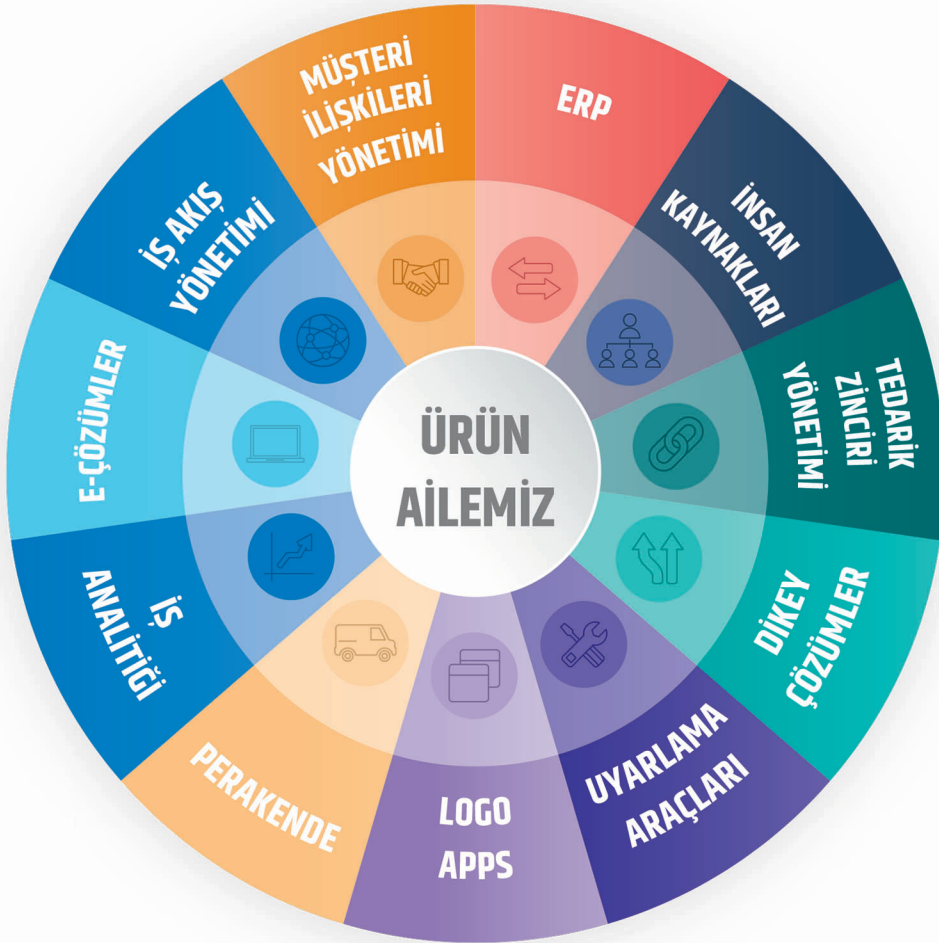 ÜRÜN
AİLEMİZ
ERP
İNSAN
KAYNAKLARI
TEDARİK
ZİNCİRİ
YÖNETİMİ
DİKEY
ÇÖZÜMLER
UYARLAMA
ARAÇLARI
LOGO
APPS
PERAKENDE
İŞ
ANALİTİĞİ
E-ÇÖZÜMLER
İŞ AKIŞ
YÖNETİMİ
MÜŞTERİ
İLİŞKİLERİ
YÖNETİMİ